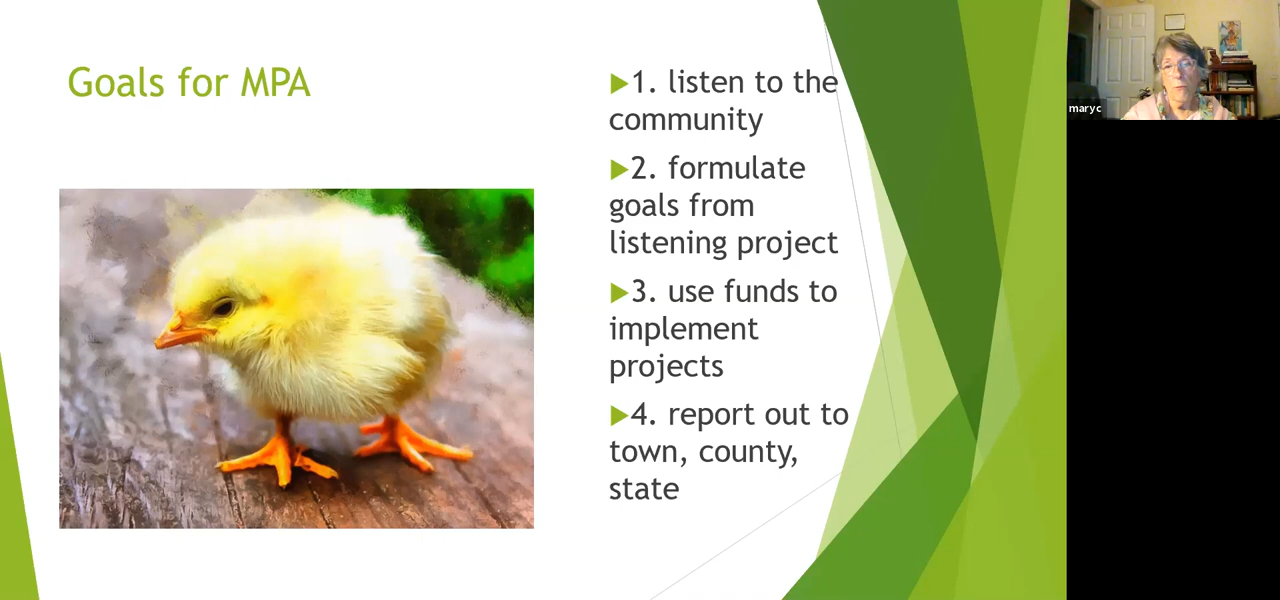 Goals for MPA
1. listen to the
community
2. formulate
goals from
listening project
3. use funds to
implement
projects
4. report out to
town, county,
state
maryc